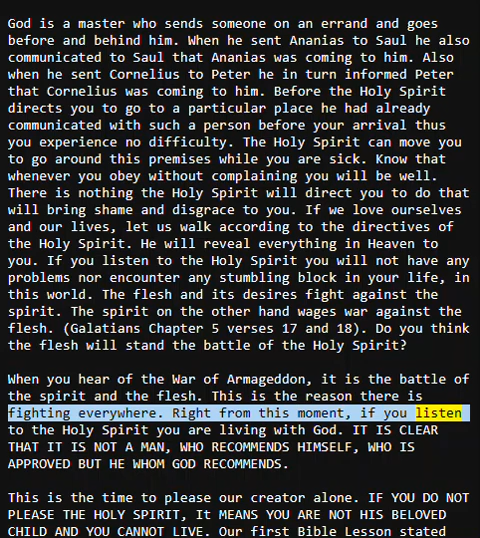 God is a master who sends someone on an errand and goes
before and behind him. When he sent Ananias to Saul he also
communicated to Saul that Ananias was coming to him. Also
when he sent Cornelius to Peter he in turn informed Peter
that Cornelius was coming to him. Before the Holy Spirit
directs you to go to a particular place he had already
communicated with such a person before your arrival thus
you experience no difficulty. The Holy Spirit can move you
to go around this premises while you are sick. Know that
whenever you obey without complaining you will be well.
There is nothing the Holy Spirit will direct you to do that
will bring shame and disgrace to you. If we love ourselves
and our lives, let us walk according to the directives of
the Holy Spirit. He will reveal everything in Heaven to
you. If you listen to the Holy Spirit you will not have any
problems nor encounter any stumbling block in your life, in
this world. The flesh and its desires fight against the
spirit. The spirit on the other hand wages war against the
flesh. (Galatians Chapter 5 verses 17 and 18). Do you think
the flesh will stand the battle of the Holy Spirit?
When you hear of the War of Armageddon, it is the battle of
the spirit and the flesh. This is the reason there is
fighting everywhere. Right from this moment, if you listen
to the Holy Spirit you are living with God. IT IS CLEAR
THAT IT IS NOT A MAN, WHO RECOMMENDS HIMSELF, WHO IS
APPROVED BUT HE WHOM GOD RECOMMENDS.
This is the time to please our creator alone. IF YOU DO NOT
PLEASE THE HOLY SPIRIT, It MEANS YOU ARE NOT HIS BELOVED
CHILD AND YOU CANNOT LIVE. Our first Bible Lesson stated